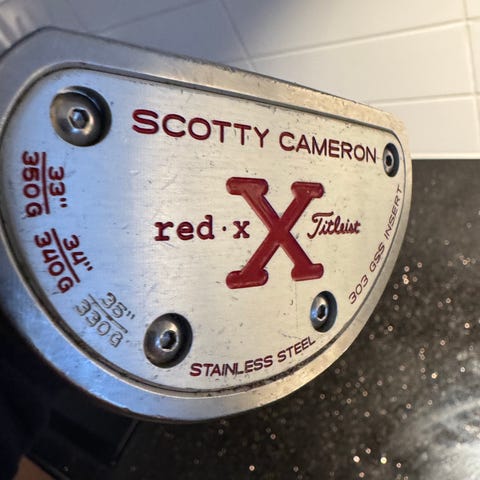 SCOTTY CAMERON
red·x X Titleist
33"
350G
34"
340G
35"
330G
303 GSS INSERT
STAINLESS STEEL